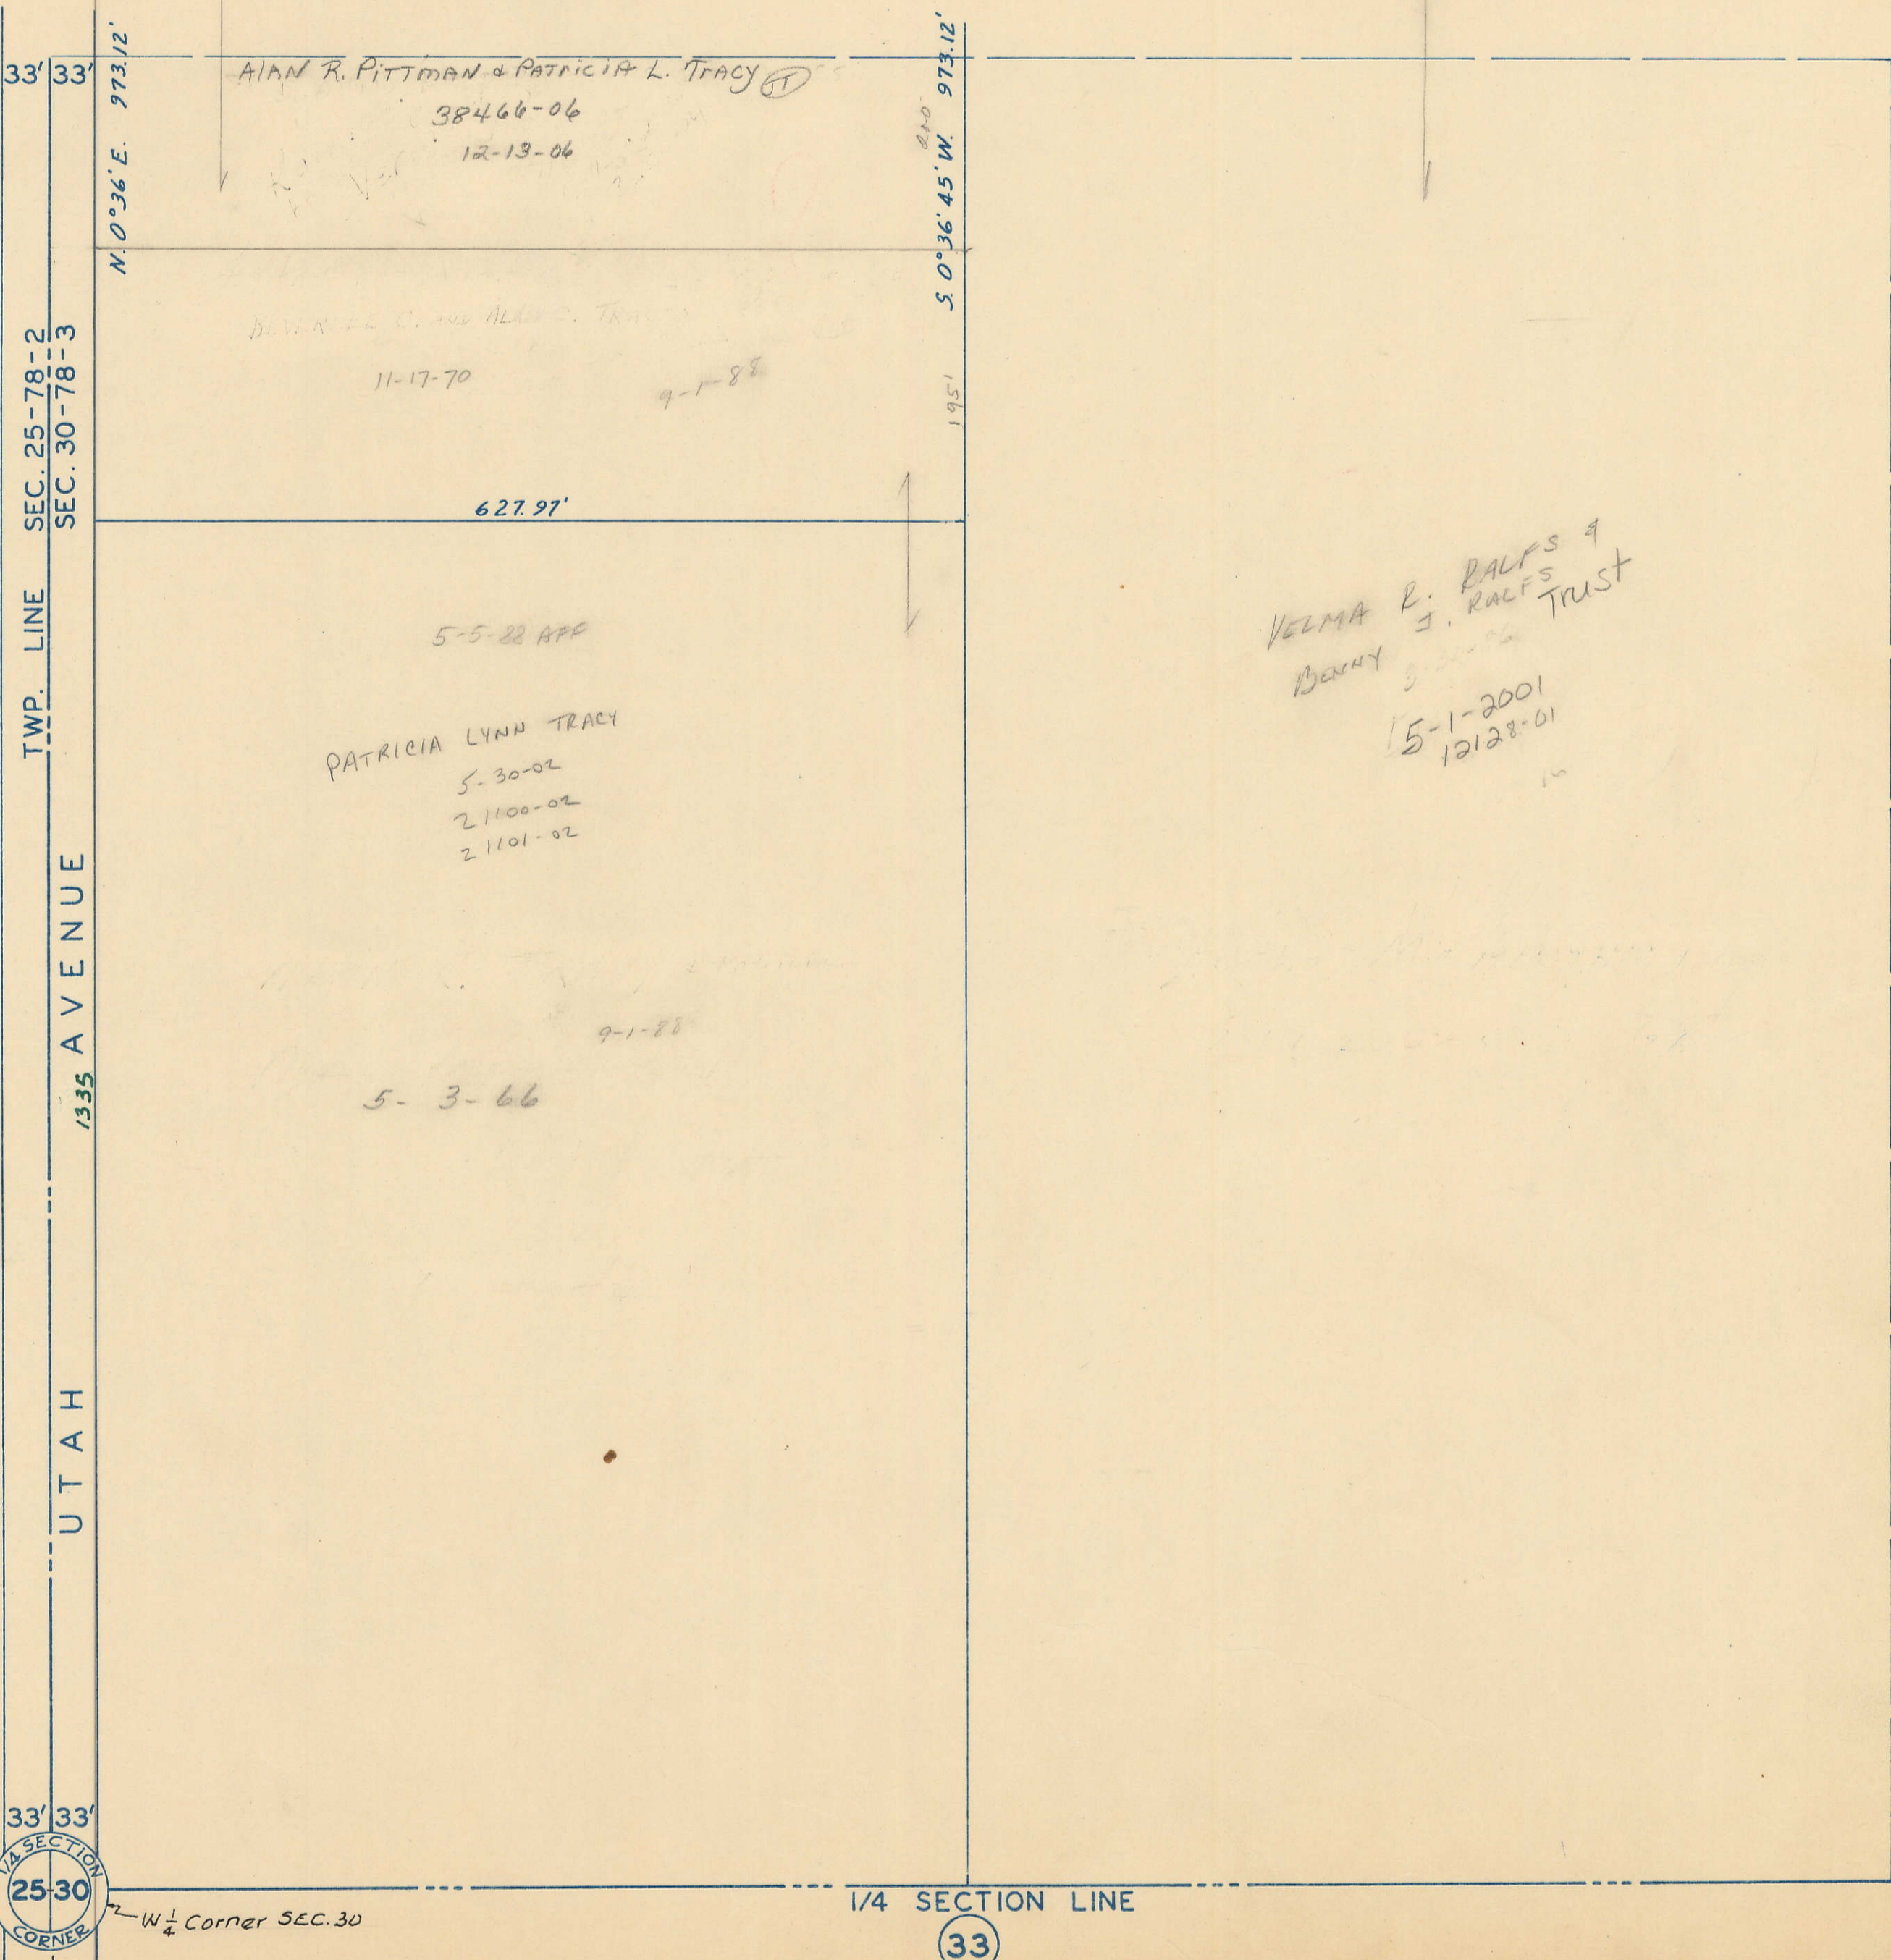 33' 33'
N. 0°36' E. 973.12'
AlAN R. PiTTMAN & PATriciA L. TrACY JT
38466-06
12-13-06
S. 0°36'45" W. 973.12'
195'
TWP. LINE SEC. 25-78-2
SEC. 30-78-3
11-17-70
9-1-88
627.97'
5-5-88 AFF
PATRICIA LYNN TRACY
5-30-02
21100-02
21101-02
VELMA R. RALFS &
BENNY J. RALFS Trust
5-1-2001
12128-01
9-1-88
5- 3-66
UTAH AVENUE
1335
33' 33'
1/4 SECTION
25 30
CORNER
W 1/4 Corner SEC. 30
1/4 SECTION LINE
33